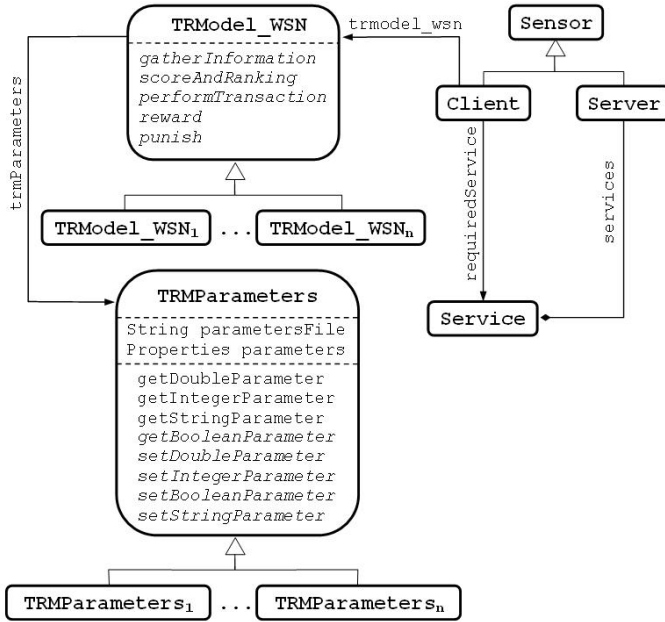 TRModel_WSN
gatherInformation
scoreAndRanking
performTransaction
reward
punish
trmodel_wsn
Sensor
Client
Server
trmParameters
requiredService
services
TRModel_WSN₁ ... TRModel_WSNₙ
TRMParameters
String parametersFile
Properties parameters
getDoubleParameter
getIntegerParameter
getStringParameter
getBooleanParameter
setDoubleParameter
setIntegerParameter
setBooleanParameter
setStringParameter
Service
TRMParameters₁ ... TRMParametersₙ